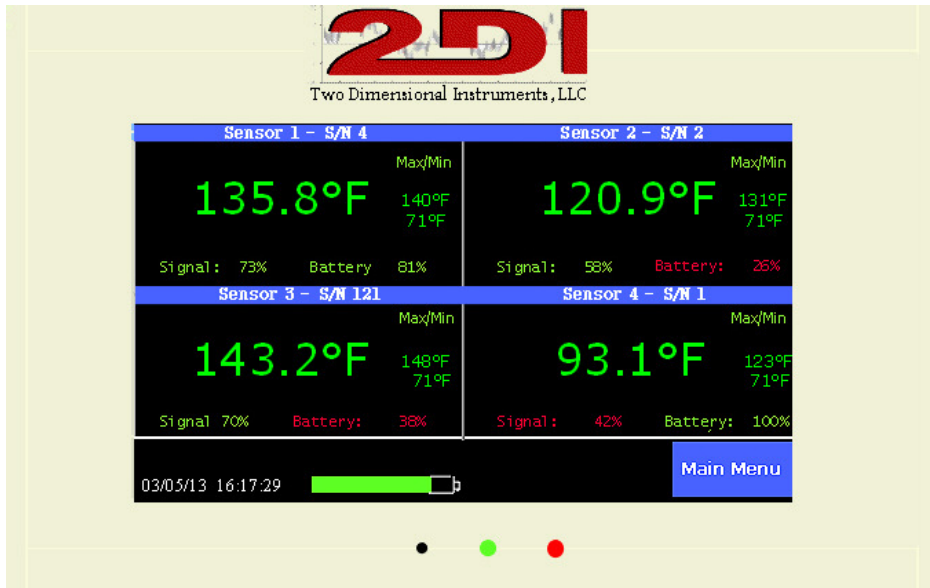 2DI
Two Dimensional Instruments, LLC
Sensor 1 - S/N 4
Max/Min
135.8°F
140°F
71°F
Signal: 73% Battery 81%
Sensor 2 - S/N 2
Max/Min
120.9°F
131°F
71°F
Signal: 58% Battery: 26%
Sensor 3 - S/N 121
Max/Min
143.2°F
148°F
71°F
Signal 70% Battery: 38%
Sensor 4 - S/N 1
Max/Min
93.1°F
123°F
71°F
Signal: 42% Battery: 100%
03/05/13 16:17:29
Main Menu